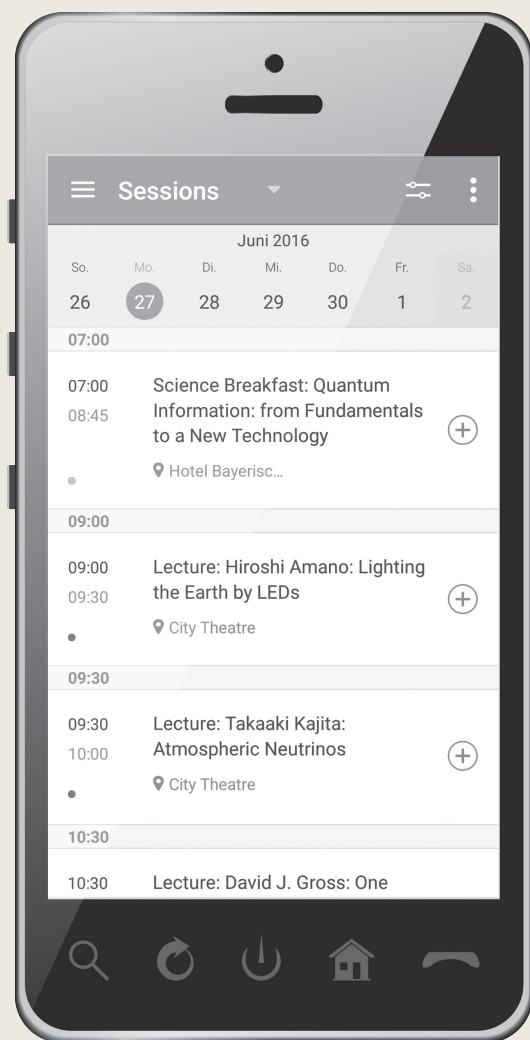 Sessions
Juni 2016
So. Mo. Di. Mi. Do. Fr. Sa.
26 27 28 29 30 1 2
07:00
07:00 Science Breakfast: Quantum
08:45 Information: from Fundamentals
to a New Technology
Hotel Bayerisc...
09:00
09:00 Lecture: Hiroshi Amano: Lighting
09:30 the Earth by LEDs
City Theatre
09:30
09:30 Lecture: Takaaki Kajita:
10:00 Atmospheric Neutrinos
City Theatre
10:30
10:30 Lecture: David J. Gross: One